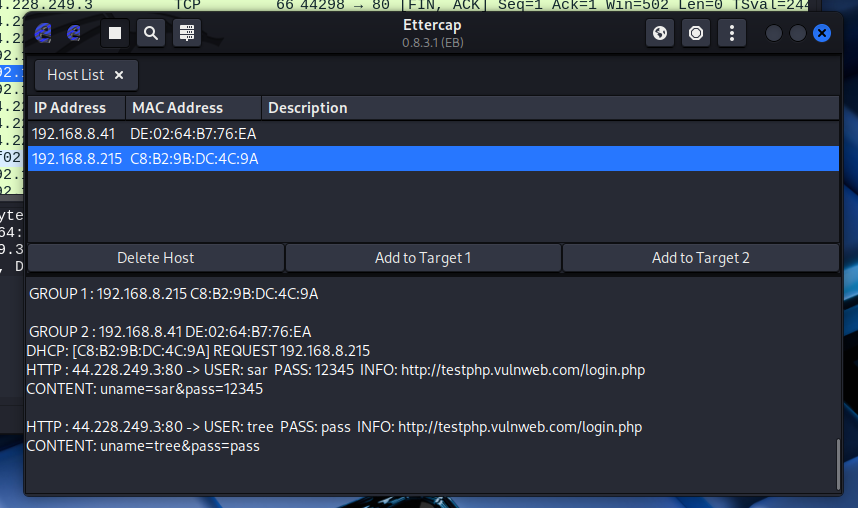 4.228.249.3 TCP 66 44298 → 80 [FIN, ACK] Seq=1 Ack=1 Win=502 Len=0 TSval=244
Ettercap
0.8.3.1 (EB)
Host List ×
IP Address MAC Address Description
192.168.8.41 DE:02:64:B7:76:EA
192.168.8.215 C8:B2:9B:DC:4C:9A
Delete Host Add to Target 1 Add to Target 2
GROUP 1 : 192.168.8.215 C8:B2:9B:DC:4C:9A
GROUP 2 : 192.168.8.41 DE:02:64:B7:76:EA
DHCP: [C8:B2:9B:DC:4C:9A] REQUEST 192.168.8.215
HTTP : 44.228.249.3:80 -> USER: sar PASS: 12345 INFO: http://testphp.vulnweb.com/login.php
CONTENT: uname=sar&pass=12345
HTTP : 44.228.249.3:80 -> USER: tree PASS: pass INFO: http://testphp.vulnweb.com/login.php
CONTENT: uname=tree&pass=pass